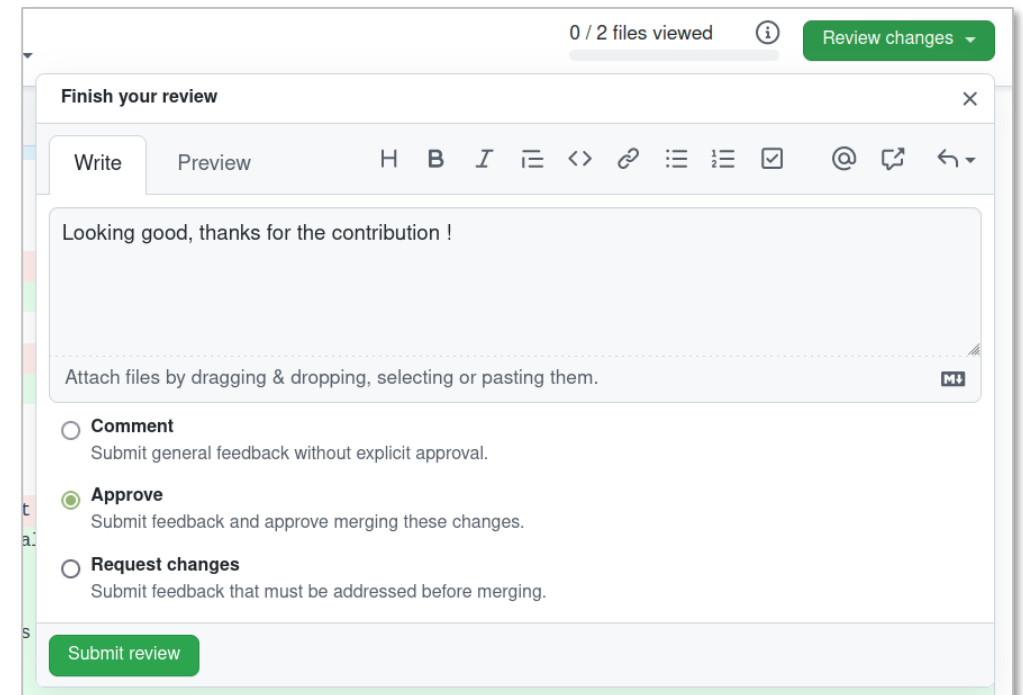 0 / 2 files viewed
Review changes
Finish your review
Write
Preview
Looking good, thanks for the contribution !
Attach files by dragging & dropping, selecting or pasting them.
Comment
Submit general feedback without explicit approval.
Approve
Submit feedback and approve merging these changes.
t
Request changes
Submit feedback that must be addressed before merging.
s
Submit review